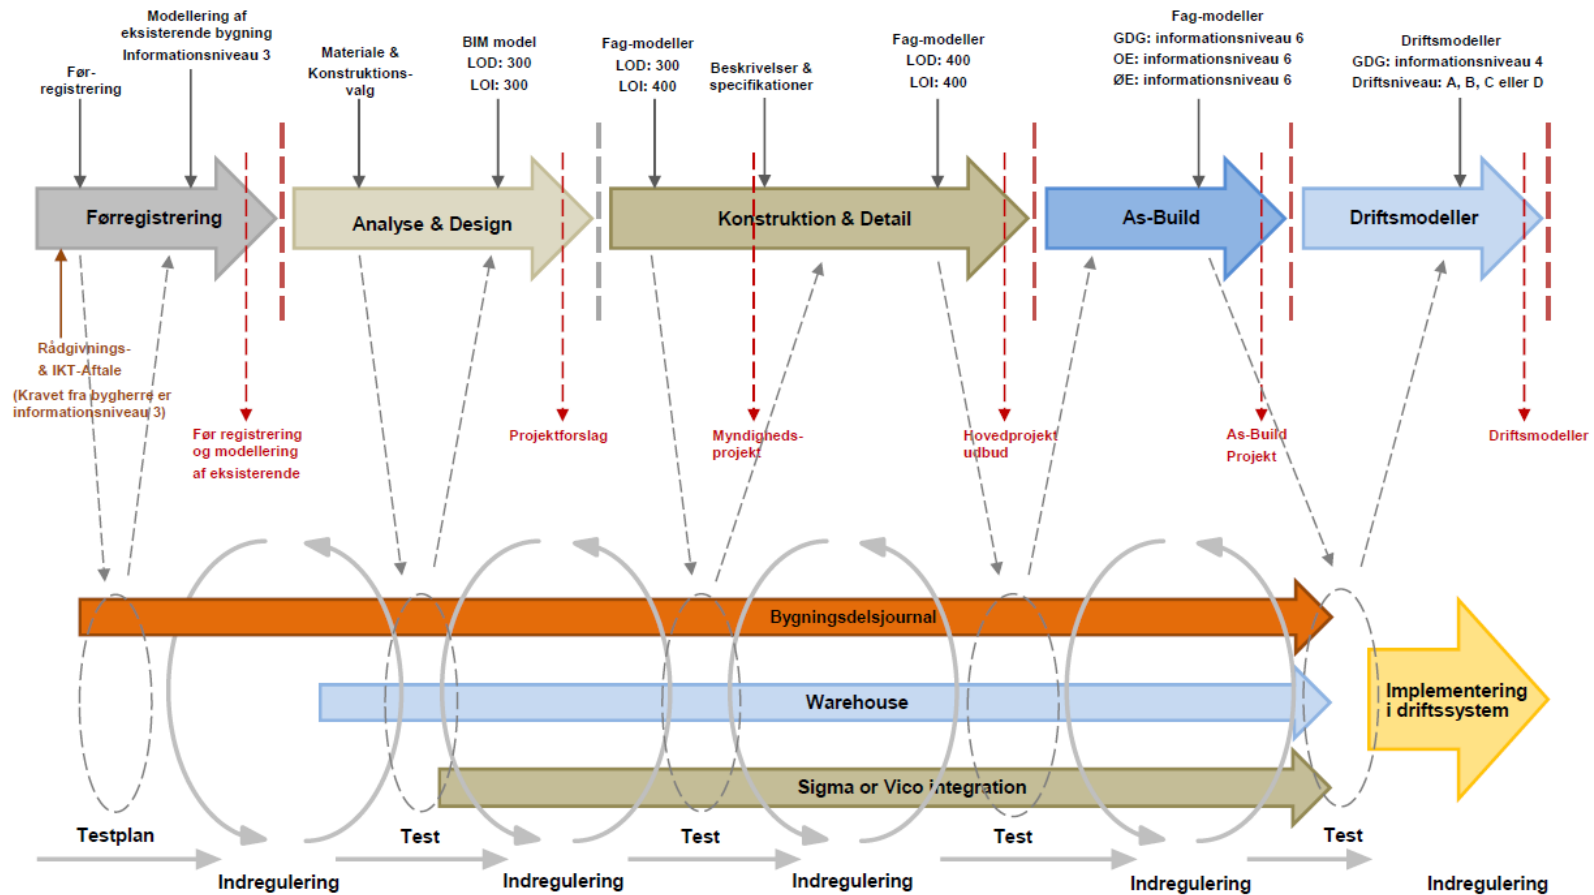 Modellering af
eksisterende bygning
Informationsniveau 3
Før-
registrering
Materiale &
Konstruktions-
valg
BIM model
LOD: 300
LOI: 300
Fag-modeller
LOD: 300
LOI: 400
Beskrivelser &
specifikationer
Fag-modeller
LOD: 400
LOI: 400
Fag-modeller
GDG: informationsniveau 6
OE: informationsniveau 6
ØE: informationsniveau 6
Driftsmodeller
GDG: informationsniveau 4
Driftsniveau: A, B, C eller D
Førregistrering
Analyse & Design
Konstruktion & Detail
As-Build
Driftsmodeller
Rådgivnings-
& IKT-Aftale
(Kravet fra bygherre er
informationsniveau 3)
Før registrering
og modellering
af eksisterende
Projektforslag
Myndigheds-
projekt
Hovedprojekt
udbud
As-Build
Projekt
Driftsmodeller
Bygningsdelsjournal
Warehouse
Sigma or Vico integration
Implementering
i driftssystem
Testplan
Test
Test
Test
Test
Indregulering
Indregulering
Indregulering
Indregulering
Indregulering